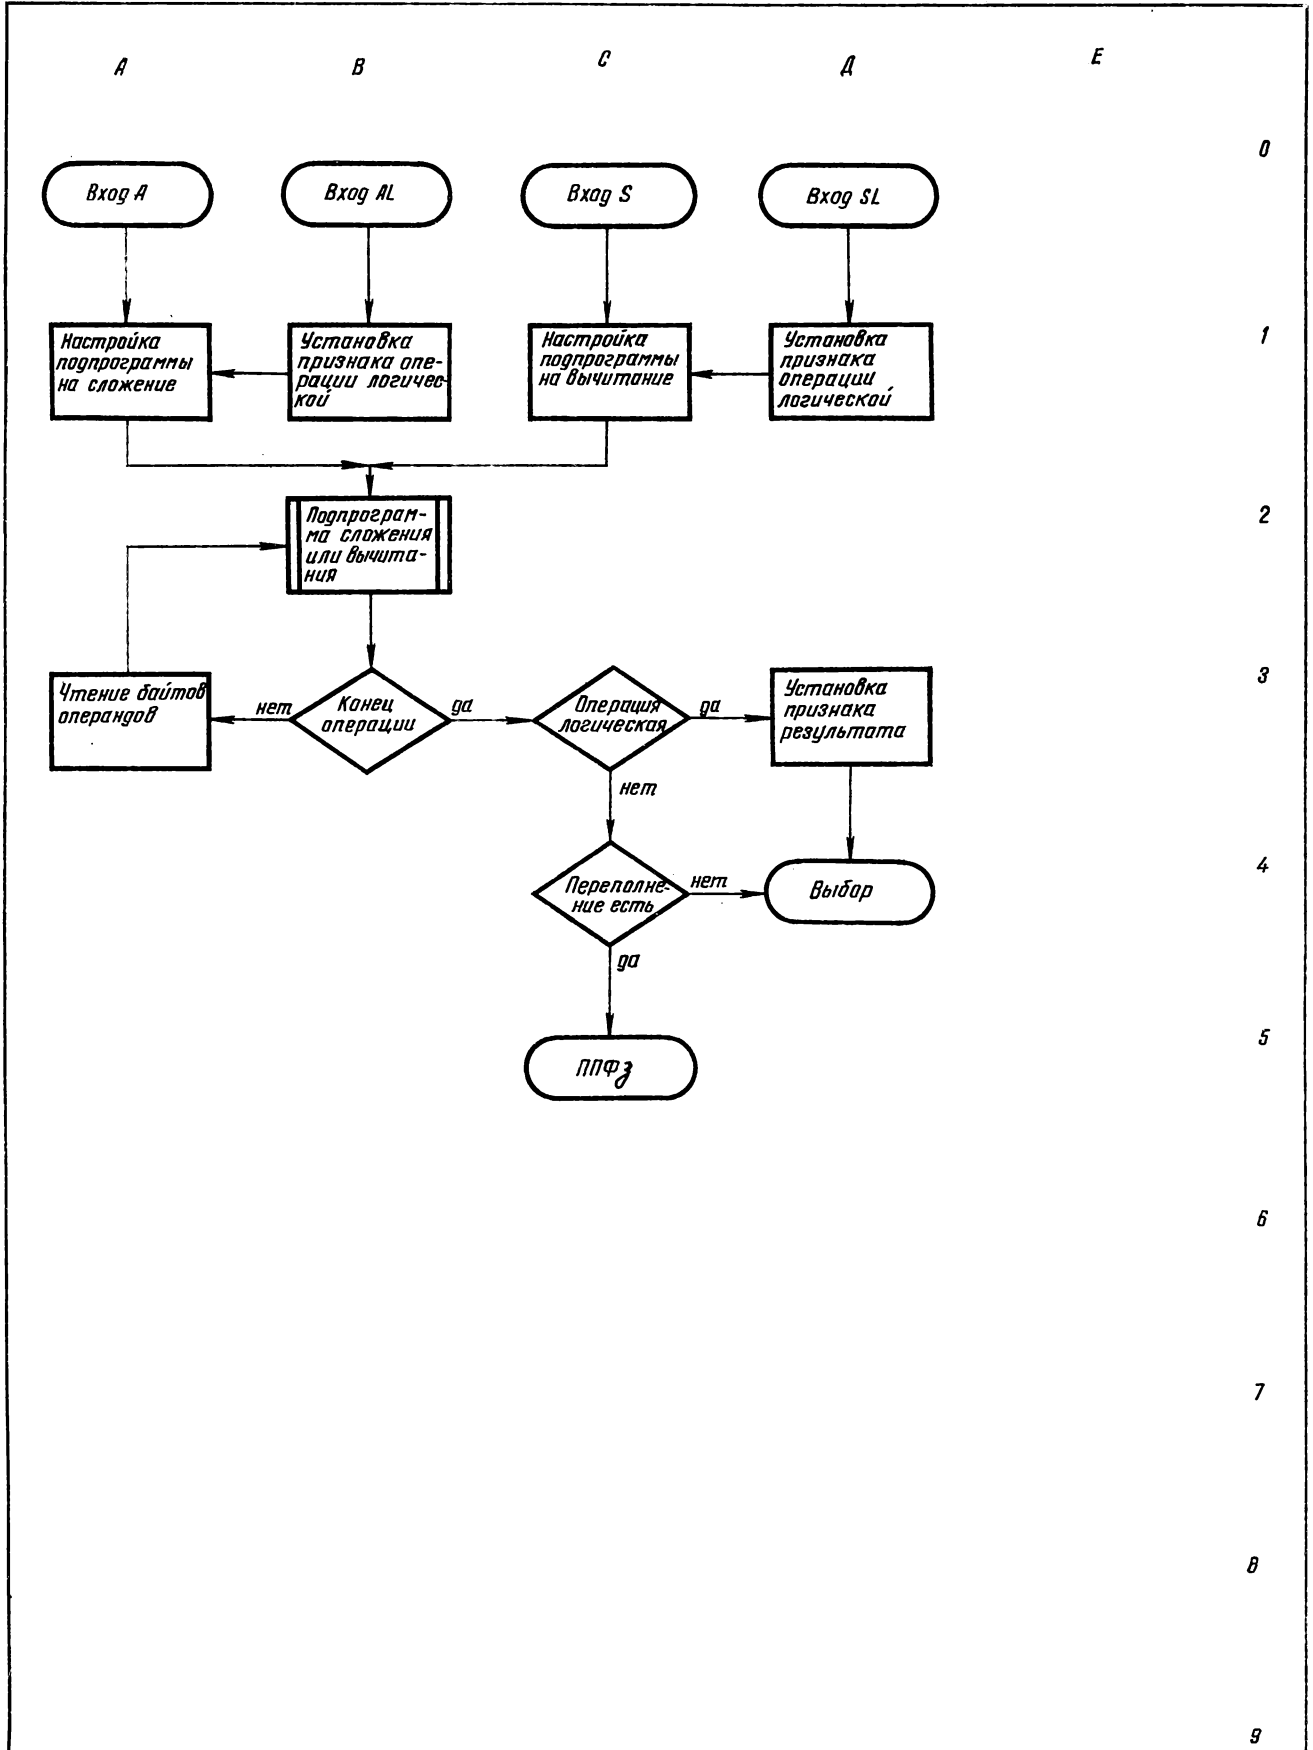 А В С Д Е
0
Вход А
Вход AL
Вход S
Вход SL
1
Настройка
подпрограммы
на сложение
Установка
признака опе-
рации логичес-
кой
Настройка
подпрограммы
на вычитание
Установка
признака
операции
логической
2
Подпрограм-
ма сложения
или вычита-
ния
3
Чтение байтов
операндов
нет
Конец
операции
да
Операция
логическая
да
Установка
признака
результата
нет
4
Переполне-
ние есть
нет
Выбор
да
5
ППФз
6
7
8
9